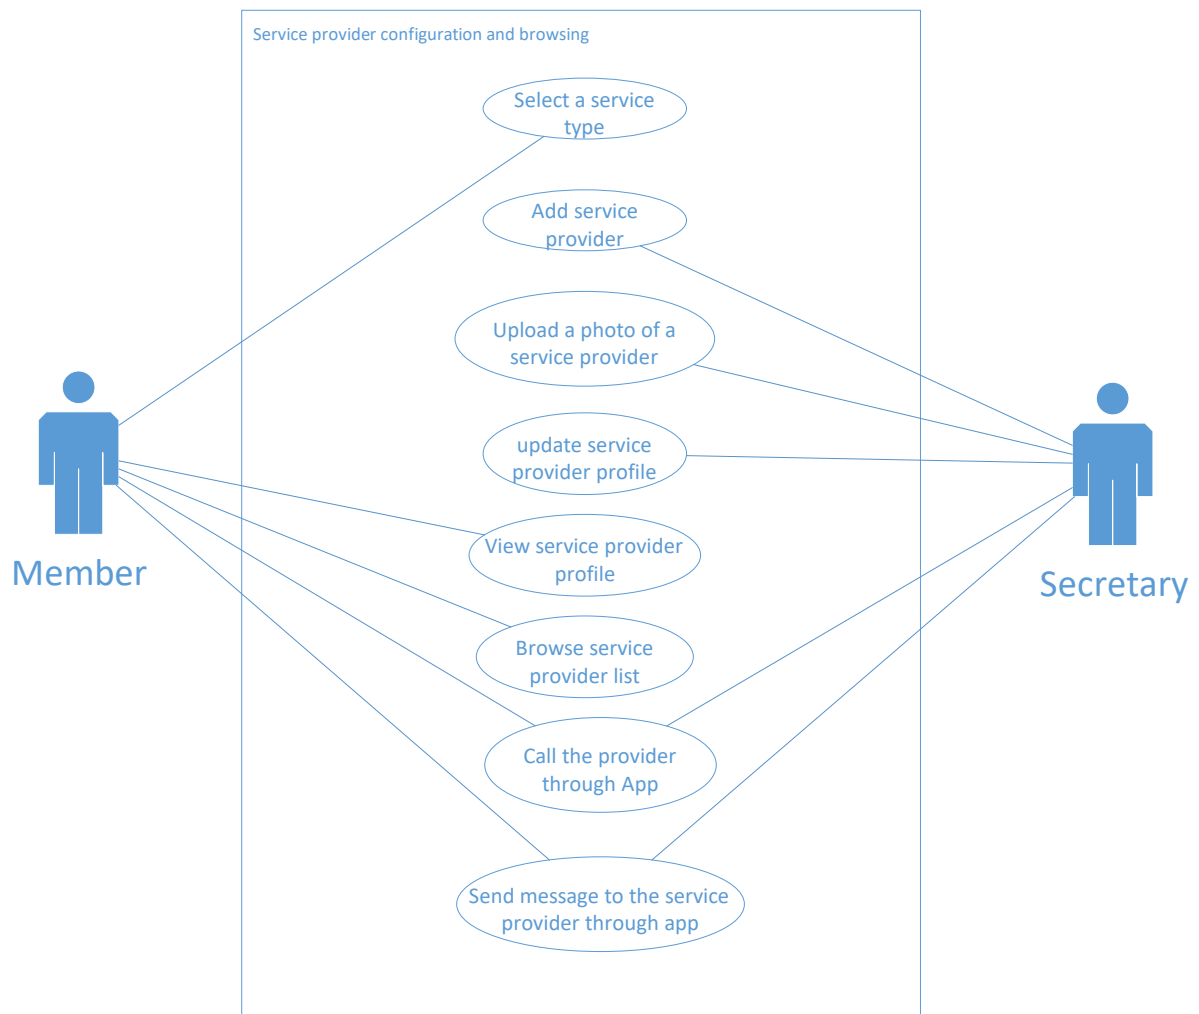 Service provider configuration and browsing
Select a service
type
Add service
provider
Upload a photo of a
service provider
update service
provider profile
View service provider
profile
Member
Secretary
Browse service
provider list
Call the provider
through App
Send message to the service
provider through app